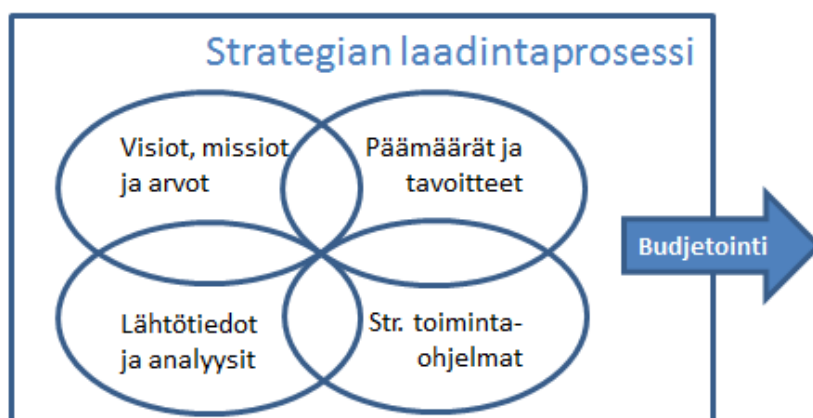 Strategian laadintaprosessi
Visiot, missiot
ja arvot
Päämäärät ja
tavoitteet
Budjetointi
Lähtötiedot
ja analyysit
Str. toiminta-
ohjelmat